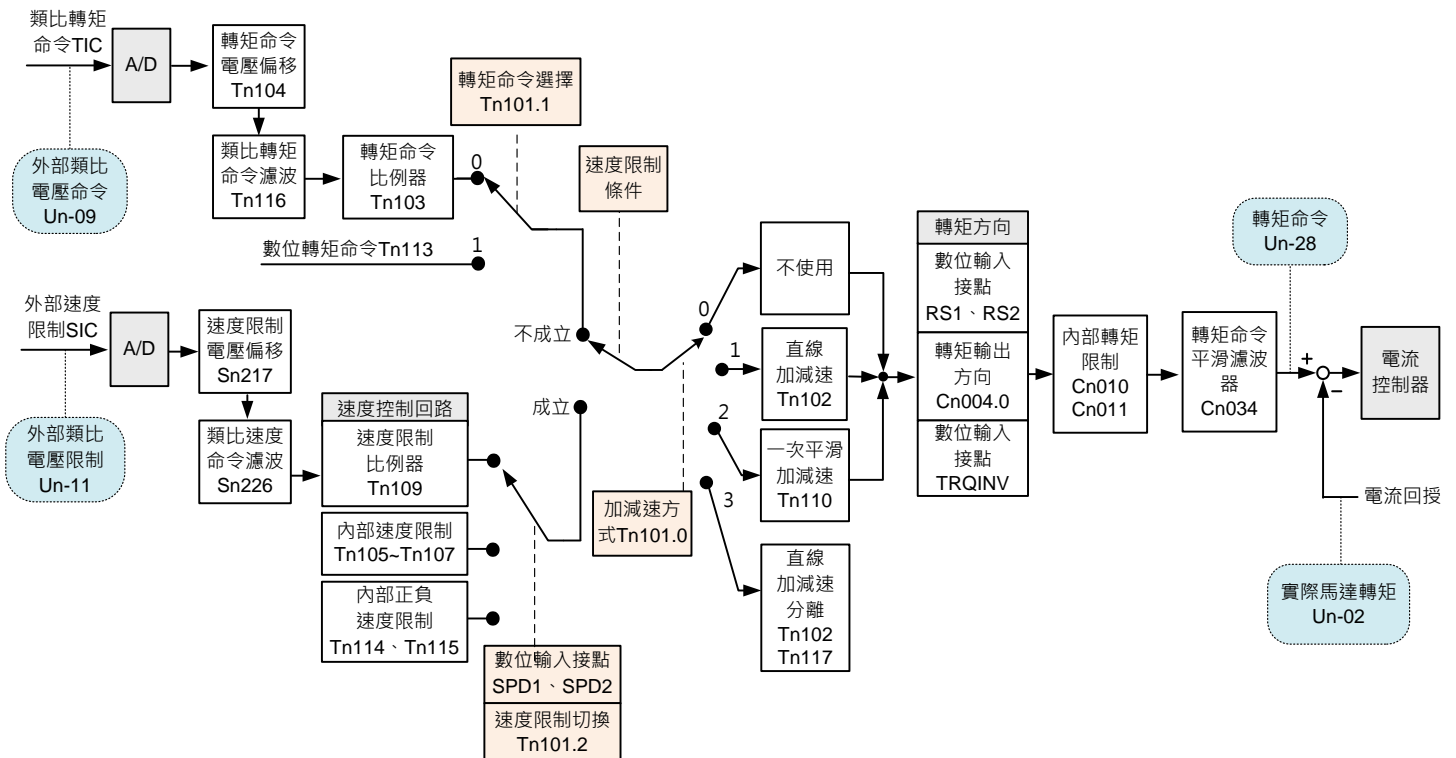 類比轉矩
命令TIC
A/D
轉矩命令
電壓偏移
Tn104
外部類比
電壓命令
Un-09
類比轉矩
命令濾波
Tn116
轉矩命令
比例器
Tn103
0
數位轉矩命令Tn113
1
轉矩命令選擇
Tn101.1
速度限制
條件
外部速度
限制SIC
A/D
速度限制
電壓偏移
Sn217
外部類比
電壓限制
Un-11
類比速度
命令濾波
Sn226
速度控制回路
速度限制
比例器
Tn109
內部速度限制
Tn105~Tn107
內部正負
速度限制
Tn114、Tn115
不成立
成立
數位輸入接點
SPD1、SPD2
速度限制切換
Tn101.2
加減速方
式Tn101.0
0
1
2
3
不使用
直線
加減速
Tn102
一次平滑
加減速
Tn110
直線
加減速
分離
Tn102
Tn117
轉矩方向
數位輸入
接點
RS1、RS2
轉矩輸出
方向
Cn004.0
數位輸入
接點
TRQINV
內部轉矩
限制
Cn010
Cn011
轉矩命令
平滑濾波
器
Cn034
轉矩命令
Un-28
+
−
電流
控制器
電流回授
實際馬達轉矩
Un-02